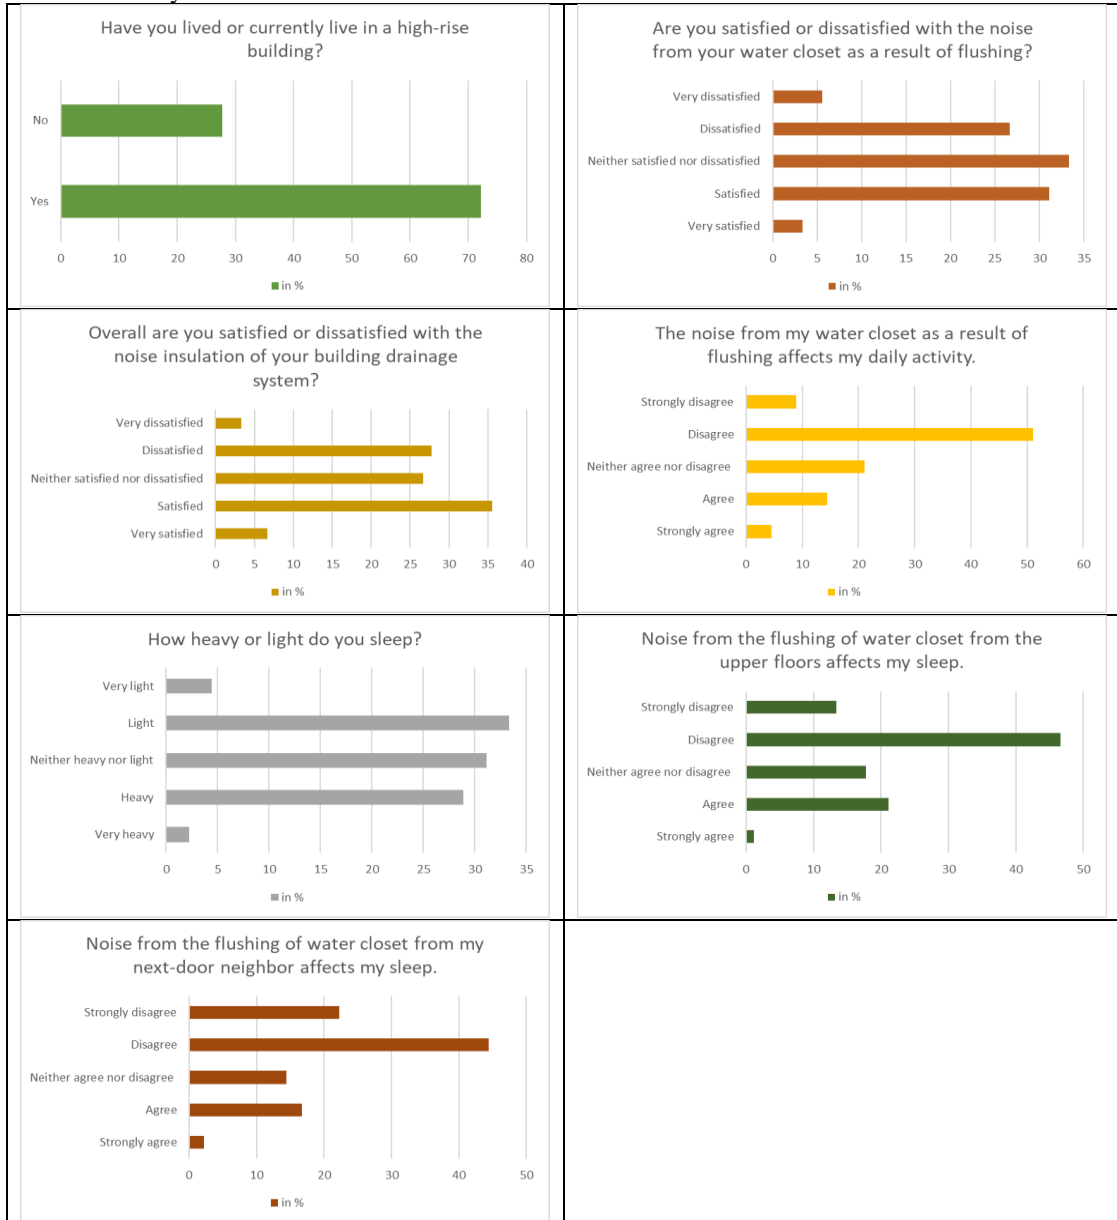 Have you lived or currently live in a high-rise
building?
No
Yes
0 10 20 30 40 50 60 70 80
in %
Are you satisfied or dissatisfied with the noise
from your water closet as a result of flushing?
Very dissatisfied
Dissatisfied
Neither satisfied nor dissatisfied
Satisfied
Very satisfied
0 5 10 15 20 25 30 35
in %
Overall are you satisfied or dissatisfied with the
noise insulation of your building drainage
system?
Very dissatisfied
Dissatisfied
Neither satisfied nor dissatisfied
Satisfied
Very satisfied
0 5 10 15 20 25 30 35 40
in %
The noise from my water closet as a result of
flushing affects my daily activity.
Strongly disagree
Disagree
Neither agree nor disagree
Agree
Strongly agree
0 10 20 30 40 50 60
in %
How heavy or light do you sleep?
Very light
Light
Neither heavy nor light
Heavy
Very heavy
0 5 10 15 20 25 30 35
in %
Noise from the flushing of water closet from the
upper floors affects my sleep.
Strongly disagree
Disagree
Neither agree nor disagree
Agree
Strongly agree
0 10 20 30 40 50
in %
Noise from the flushing of water closet from my
next-door neighbor affects my sleep.
Strongly disagree
Disagree
Neither agree nor disagree
Agree
Strongly agree
0 10 20 30 40 50
in %